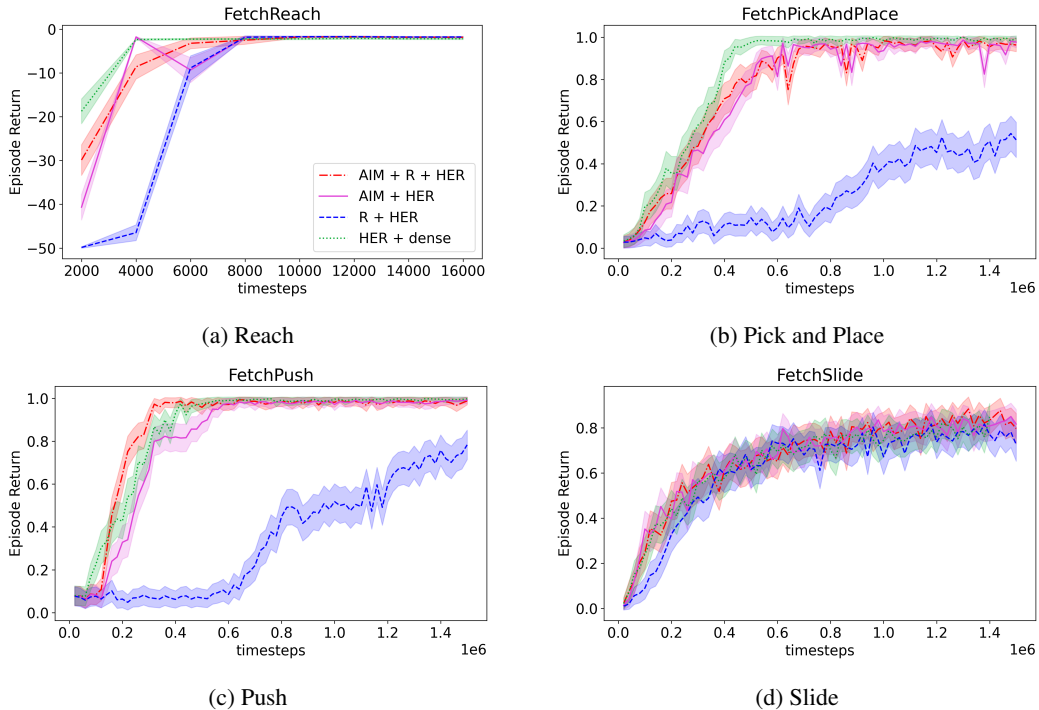 FetchReach
0
−10
−20
−30
−40
−50
Episode Return
2000 4000 6000 8000 10000 12000 14000 16000
timesteps
AIM + R + HER
AIM + HER
R + HER
HER + dense
(a) Reach
FetchPickAndPlace
1.0
0.8
0.6
0.4
0.2
0.0
Episode Return
0.0 0.2 0.4 0.6 0.8 1.0 1.2 1.4
1e6
timesteps
(b) Pick and Place
FetchPush
1.0
0.8
0.6
0.4
0.2
0.0
Episode Return
0.0 0.2 0.4 0.6 0.8 1.0 1.2 1.4
1e6
timesteps
(c) Push
FetchSlide
0.8
0.6
0.4
0.2
0.0
Episode Return
0.0 0.2 0.4 0.6 0.8 1.0 1.2 1.4
1e6
timesteps
(d) Slide